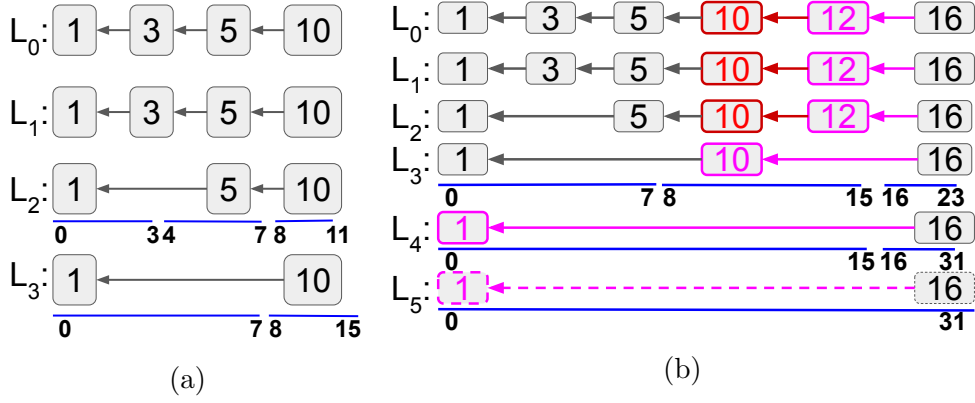 L0: 1 3 5 10
L1: 1 3 5 10
L2: 1 5 10
0 3 4 7 8 11
L3: 1 10
0 7 8 15
(a)
L0: 1 3 5 10 12 16
L1: 1 3 5 10 12 16
L2: 1 5 10 12 16
L3: 1 10 16
0 7 8 15 16 23
L4: 1 16
0 15 16 31
L5: 1 16
0 31
(b)